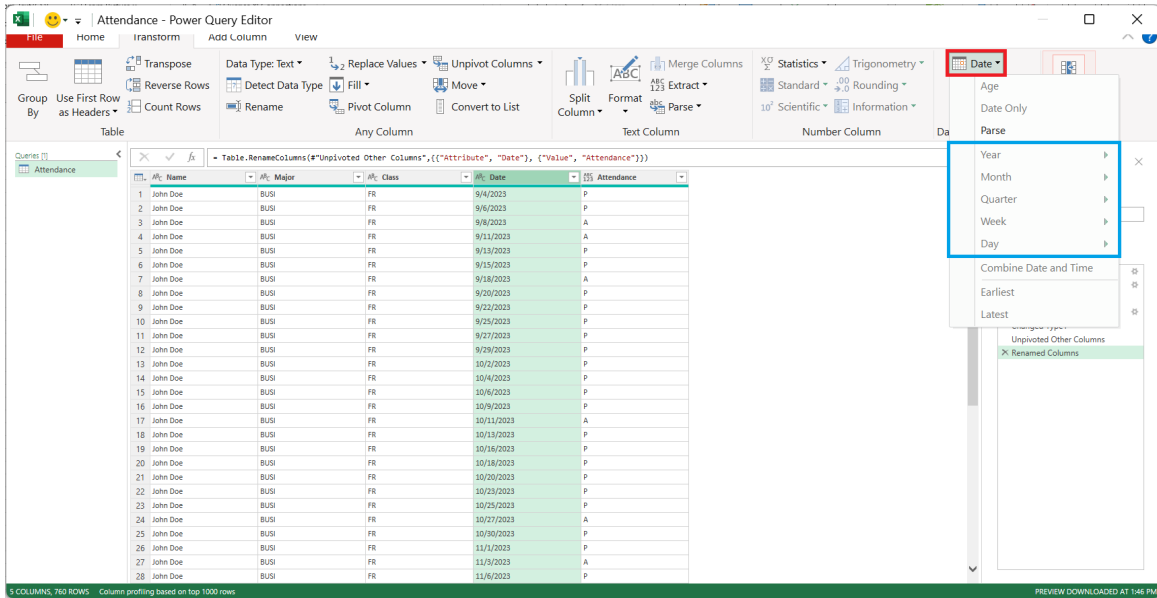 Attendance - Power Query Editor
File Home Transform Add Column View
Transpose Data Type: Text Replace Values Unpivot Columns Merge Columns Statistics Trigonometry Date
Reverse Rows Detect Data Type Fill Move Extract Standard Rounding
Group By Use First Row as Headers Count Rows Rename Pivot Column Convert to List Split Column Format Parse Scientific Information
Table Any Column Text Column Number Column Da
Age
Date Only
Parse
Year
Month
Quarter
Week
Day
Combine Date and Time
Earliest
Latest
Unpivoted Other Columns
Renamed Columns
Queries [1]
Attendance
fx = Table.RenameColumns(#"Unpivoted Other Columns",{{"Attribute", "Date"}, {"Value", "Attendance"}})
Name Major Class Date Attendance
1 John Doe BUSI FR 9/4/2023 P
2 John Doe BUSI FR 9/6/2023 P
3 John Doe BUSI FR 9/8/2023 A
4 John Doe BUSI FR 9/11/2023 A
5 John Doe BUSI FR 9/13/2023 P
6 John Doe BUSI FR 9/15/2023 P
7 John Doe BUSI FR 9/18/2023 A
8 John Doe BUSI FR 9/20/2023 P
9 John Doe BUSI FR 9/22/2023 P
10 John Doe BUSI FR 9/25/2023 P
11 John Doe BUSI FR 9/27/2023 P
12 John Doe BUSI FR 9/29/2023 P
13 John Doe BUSI FR 10/2/2023 P
14 John Doe BUSI FR 10/4/2023 P
15 John Doe BUSI FR 10/6/2023 P
16 John Doe BUSI FR 10/9/2023 P
17 John Doe BUSI FR 10/11/2023 A
18 John Doe BUSI FR 10/13/2023 P
19 John Doe BUSI FR 10/16/2023 P
20 John Doe BUSI FR 10/18/2023 P
21 John Doe BUSI FR 10/20/2023 P
22 John Doe BUSI FR 10/23/2023 P
23 John Doe BUSI FR 10/25/2023 P
24 John Doe BUSI FR 10/27/2023 A
25 John Doe BUSI FR 10/30/2023 P
26 John Doe BUSI FR 11/1/2023 P
27 John Doe BUSI FR 11/3/2023 A
28 John Doe BUSI FR 11/6/2023 P
5 COLUMNS, 760 ROWS Column profiling based on top 1000 rows PREVIEW DOWNLOADED AT 1:46 PM